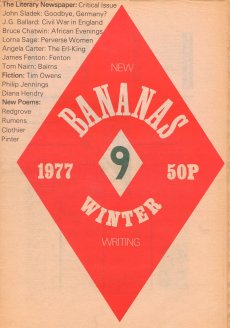 The Literary Newspaper: Critical Issue
John Sladek: Goodbye, Germany?
J.G. Ballard: Civil War in England
Bruce Chatwin: African Evenings
Lorna Sage: Perverse Women
Angela Carter: The Erl-King
James Fenton: Fenton
Tom Nairn: Bairns
Fiction: Tim Owens
Philip Jennings
Diana Hendry
New Poems:
Redgrove
Rumens
Clothier
Pinter
NEW
BANANAS
1977 9 50P
WINTER
WRITING